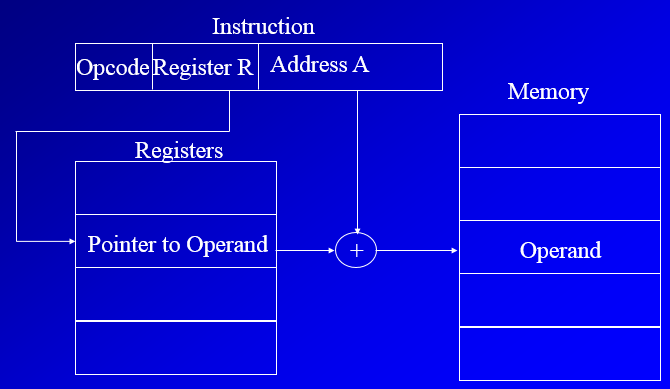 Instruction
Opcode Register R Address A
Memory
Registers
Pointer to Operand + Operand